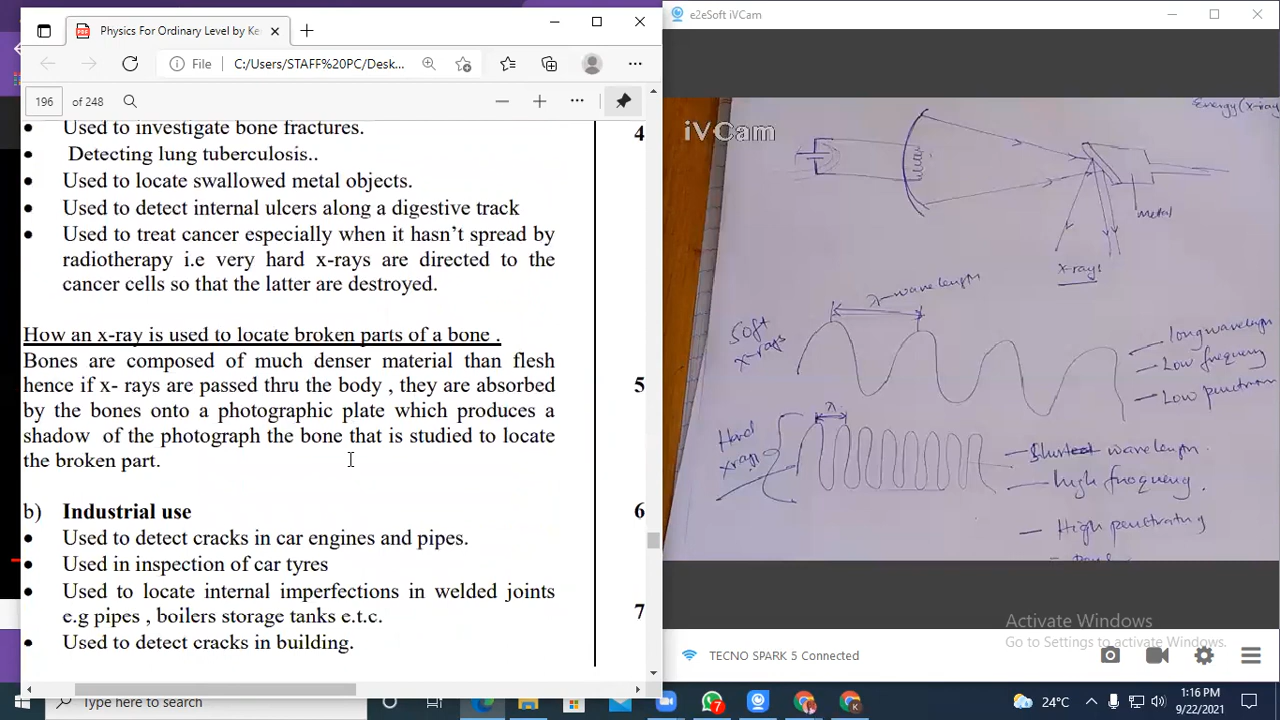 Physics For Ordinary Level by Ke
File
C:/Users/STAFF%20PC/Desk...
196 of 248
Used to investigate bone fractures.
Detecting lung tuberculosis..
Used to locate swallowed metal objects.
Used to detect internal ulcers along a digestive track
Used to treat cancer especially when it hasn't spread by
radiotherapy i.e very hard x-rays are directed to the
cancer cells so that the latter are destroyed.
How an x-ray is used to locate broken parts of a bone .
Bones are composed of much denser material than flesh
hence if x- rays are passed thru the body , they are absorbed
by the bones onto a photographic plate which produces a
shadow of the photograph the bone that is studied to locate
the broken part.
b) Industrial use
Used to detect cracks in car engines and pipes.
Used in inspection of car tyres
Used to locate internal imperfections in welded joints
e.g pipes , boilers storage tanks e.t.c.
Used to detect cracks in building.
4
5
6
7
e2eSoft iVCam
iVCam
Energy(x-ray
metal
x-rays
λ-wavelength
Soft
x-rays
long wavelength
Low frequency
Low penetratin
λ
Hard
xrays
Short wavelength
high frequency.
High penetrating
Activate Windows
Go to Settings to activate Windows.
TECNO SPARK 5 Connected
Type here to search
7
24°C
1:16 PM
9/22/2021